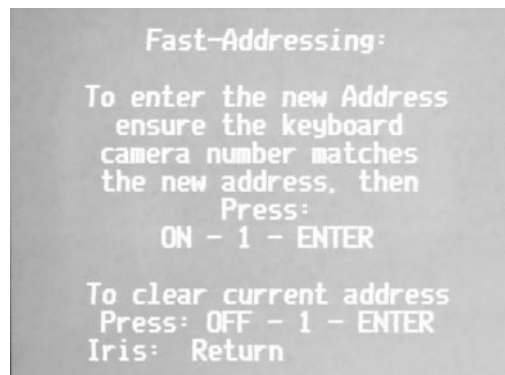 Fast-Addressing:
To enter the new Address
ensure the keyboard
camera number matches
the new address, then
Press:
ON - 1 - ENTER
To clear current address
Press: OFF - 1 - ENTER
Iris: Return